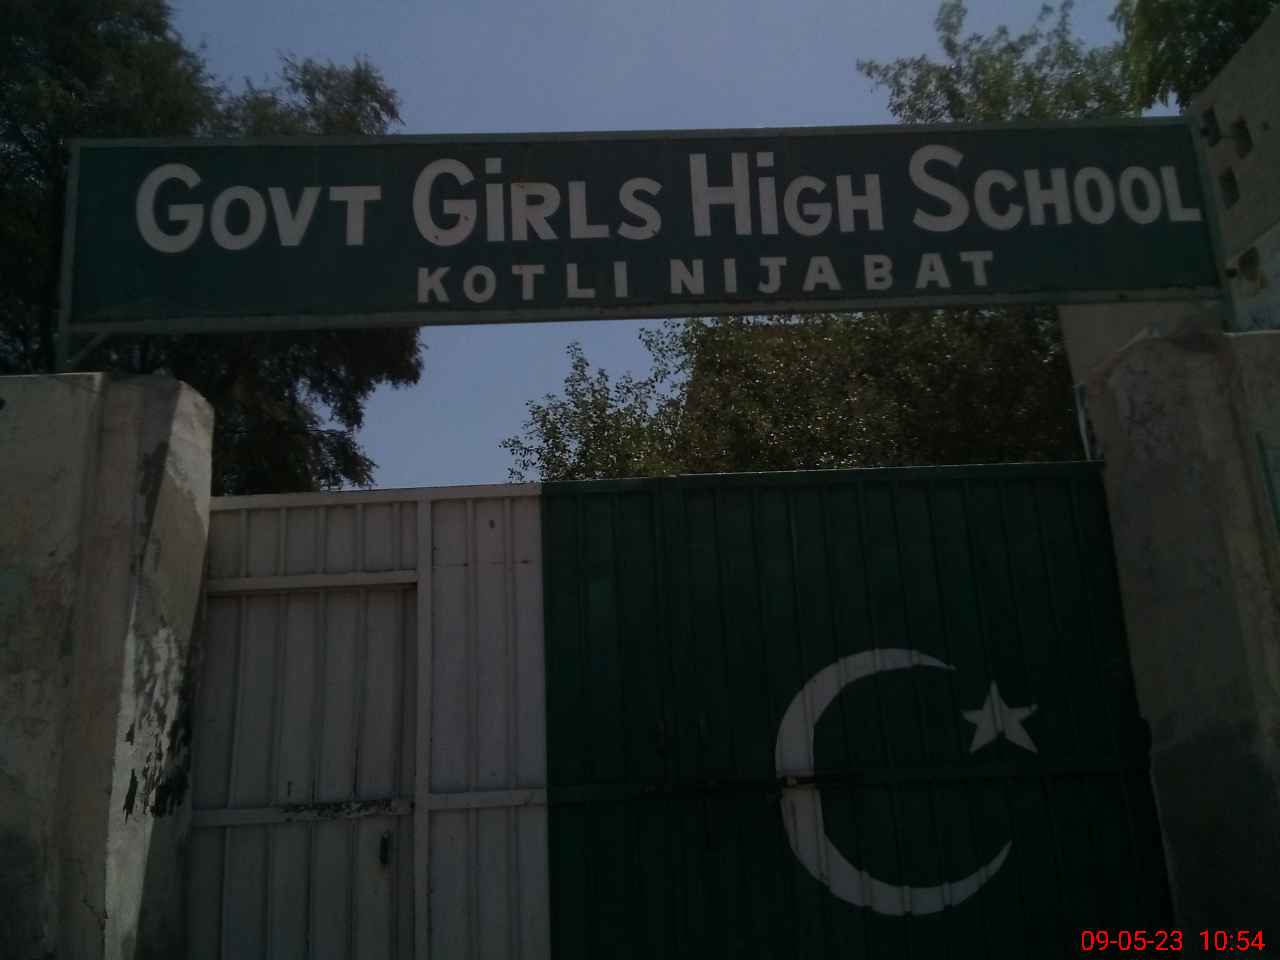 GOVT GiRLS HiGH SCHOOL
KOTLI NIJABAT
09-05-23 10:54